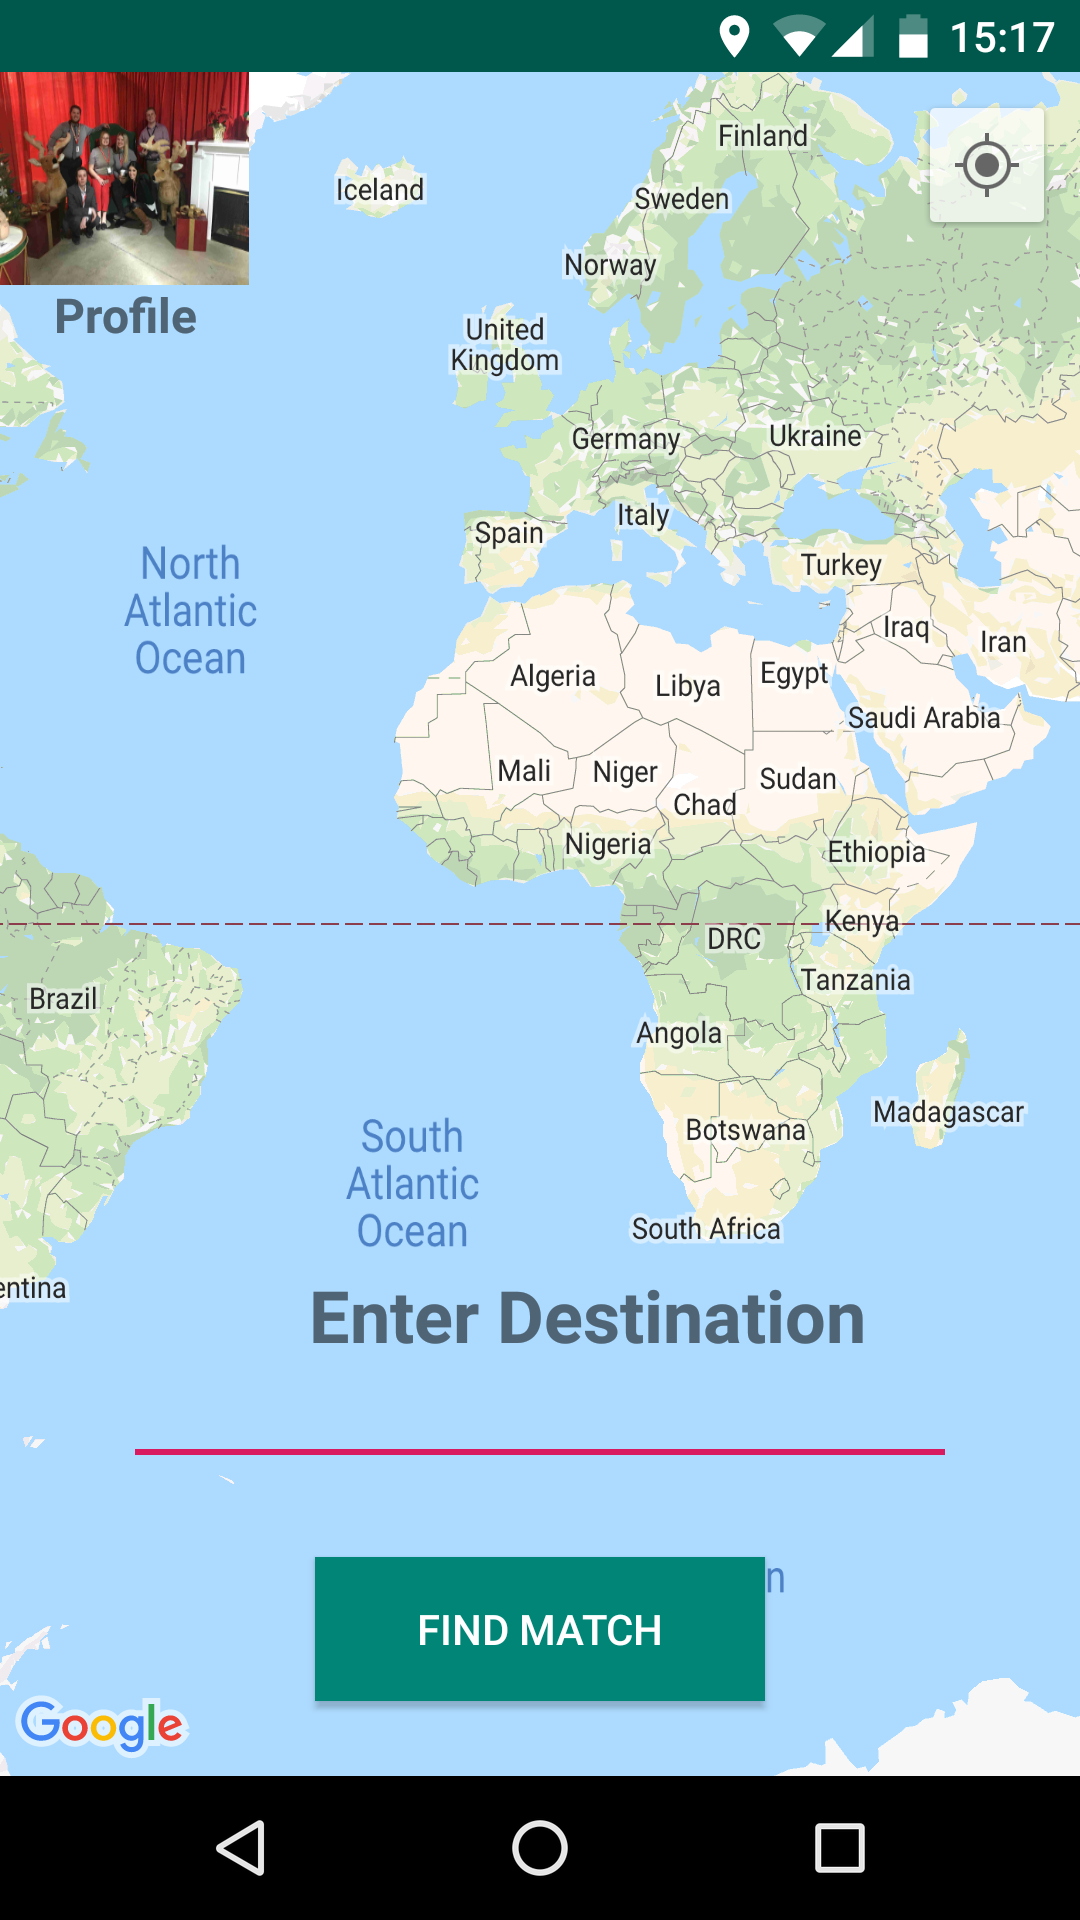 15:17
Finland
Iceland
Sweden
Norway
Profile
United
Kingdom
Germany
Ukraine
Italy
Spain
Turkey
North
Atlantic
Ocean
Iraq
Iran
Algeria
Libya
Egypt
Saudi Arabia
Mali
Niger
Sudan
Chad
Nigeria
Ethiopia
Kenya
DRC
Tanzania
Brazil
Angola
Madagascar
Botswana
South
Atlantic
Ocean
South Africa
entina
Enter Destination
n
FIND MATCH
Google